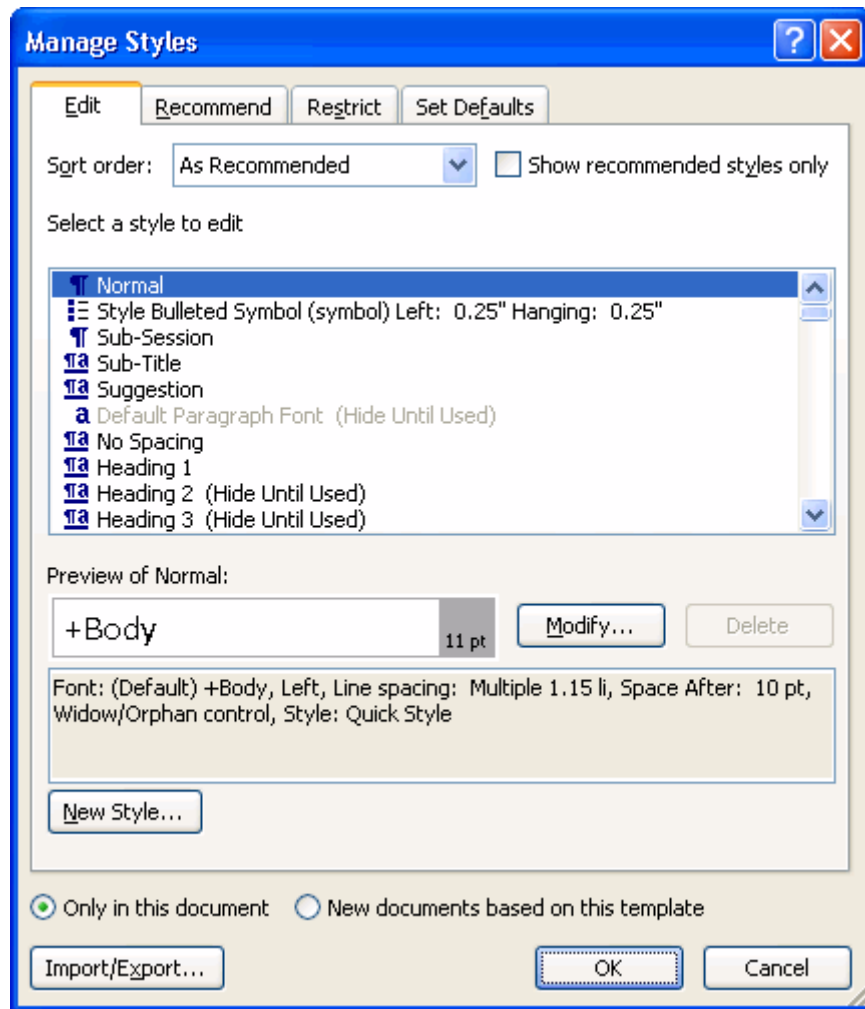 Manage Styles
Edit Recommend Restrict Set Defaults
Sort order: As Recommended Show recommended styles only
Select a style to edit
¶ Normal
Style Bulleted Symbol (symbol) Left: 0.25" Hanging: 0.25"
¶ Sub-Session
¶a Sub-Title
¶a Suggestion
a Default Paragraph Font (Hide Until Used)
¶a No Spacing
¶a Heading 1
¶a Heading 2 (Hide Until Used)
¶a Heading 3 (Hide Until Used)
Preview of Normal:
+Body 11 pt Modify... Delete
Font: (Default) +Body, Left, Line spacing: Multiple 1.15 li, Space After: 10 pt,
Widow/Orphan control, Style: Quick Style
New Style...
Only in this document New documents based on this template
Import/Export... OK Cancel